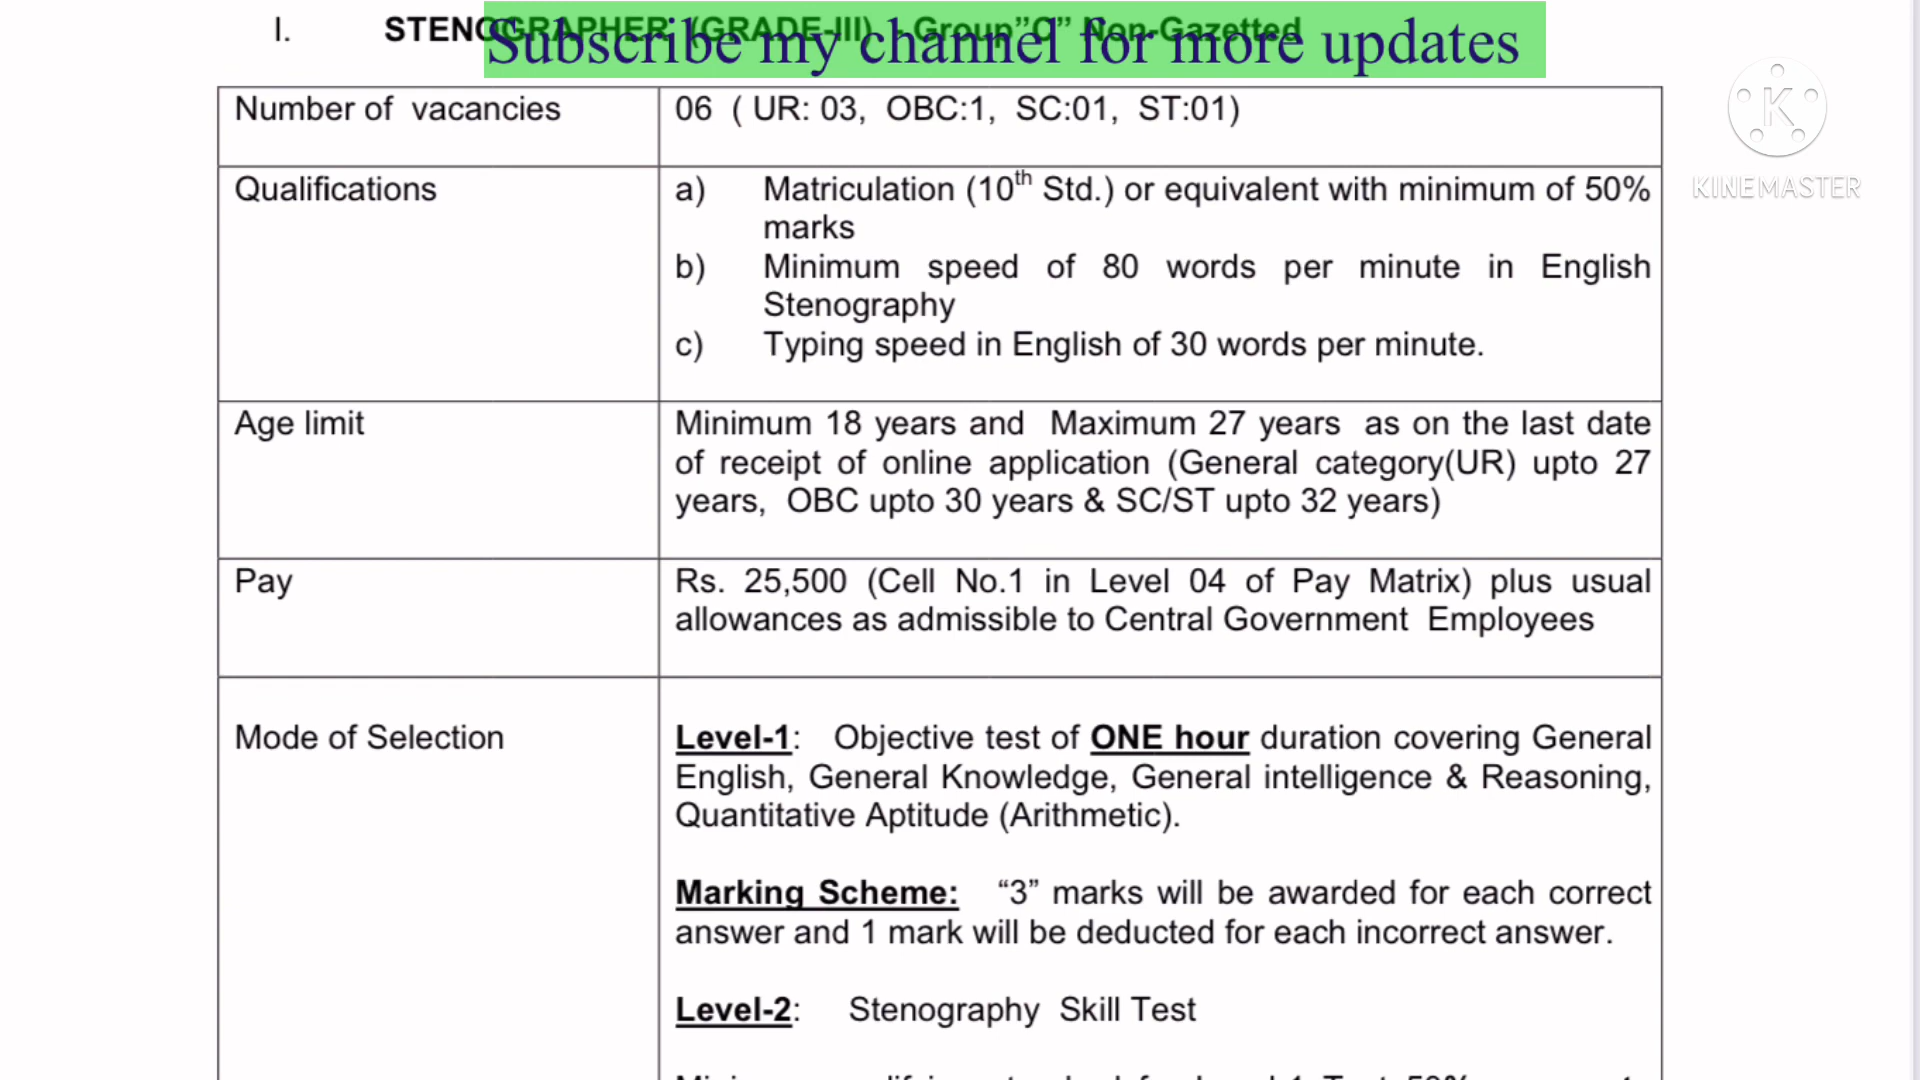 I. STENOGRAPHER (GRADE-III) - Group”C” Non-Gazetted
Subscribe my channel for more updates
Number of vacancies
06 ( UR: 03, OBC:1, SC:01, ST:01)
KINEMASTER
Qualifications
a) Matriculation (10th Std.) or equivalent with minimum of 50%
marks
b) Minimum speed of 80 words per minute in English
Stenography
c) Typing speed in English of 30 words per minute.
Age limit
Minimum 18 years and Maximum 27 years as on the last date
of receipt of online application (General category(UR) upto 27
years, OBC upto 30 years & SC/ST upto 32 years)
Pay
Rs. 25,500 (Cell No.1 in Level 04 of Pay Matrix) plus usual
allowances as admissible to Central Government Employees
Mode of Selection
Level-1: Objective test of ONE hour duration covering General
English, General Knowledge, General intelligence & Reasoning,
Quantitative Aptitude (Arithmetic).
Marking Scheme: “3” marks will be awarded for each correct
answer and 1 mark will be deducted for each incorrect answer.
Level-2: Stenography Skill Test